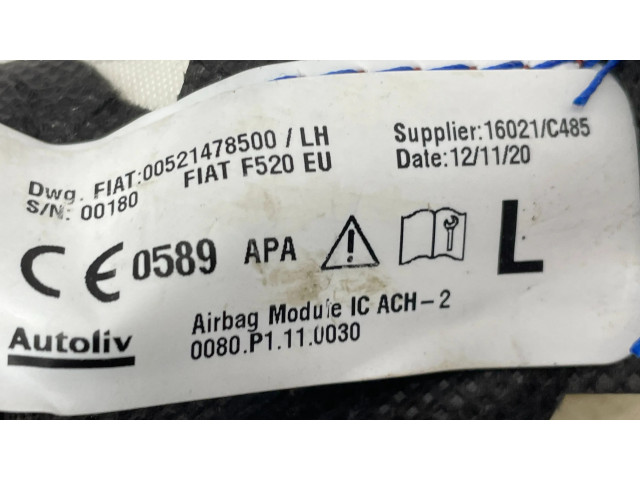 Dwg. FIAT:00521478500 / LH
FIAT F520 EU
S/N: 00180
Supplier:16021/C485
Date:12/11/20
CE 0589 APA
L
Autoliv
Airbag Module IC ACH-2
0080.P1.11.0030